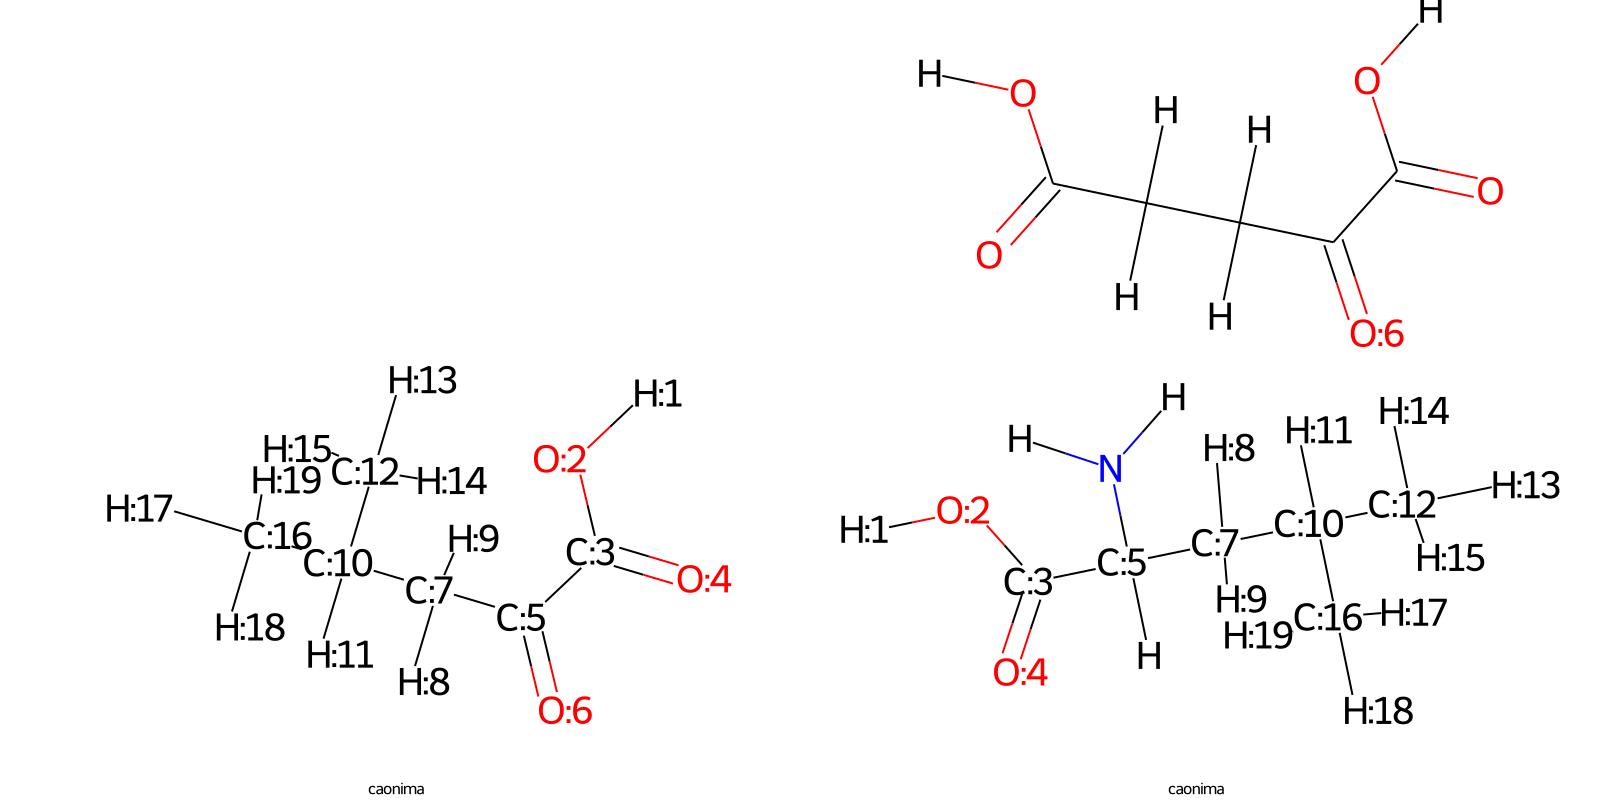 H
H O O
H H
O
O H H O:6
H:13 H:1 H H H:14
H:15 C:12 O:2 H N H:8 H:11 H:13
H:19 H:14 O:2 C:12
H:17 C:16 H:9 H:1 C:7 C:10 H:15
C:10 C:3 C:3 C:5
C:7 O:4 H:9 C:16 H:17
C:5 H:19
H:18 H:11 O:4 H
H:8 O:6 H:18
caonima caonima